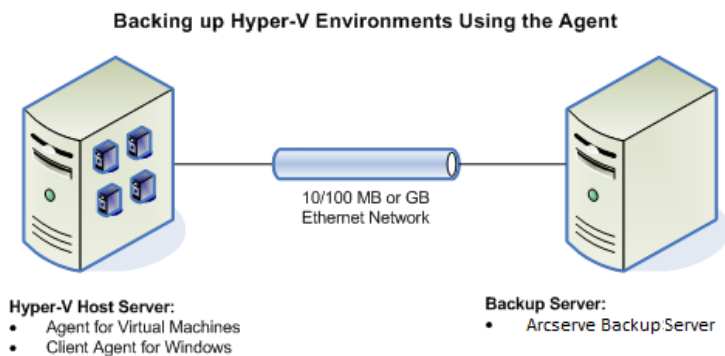 Backing up Hyper-V Environments Using the Agent
10/100 MB or GB
Ethernet Network
Hyper-V Host Server:
• Agent for Virtual Machines
• Client Agent for Windows
Backup Server:
• Arcserve Backup Server